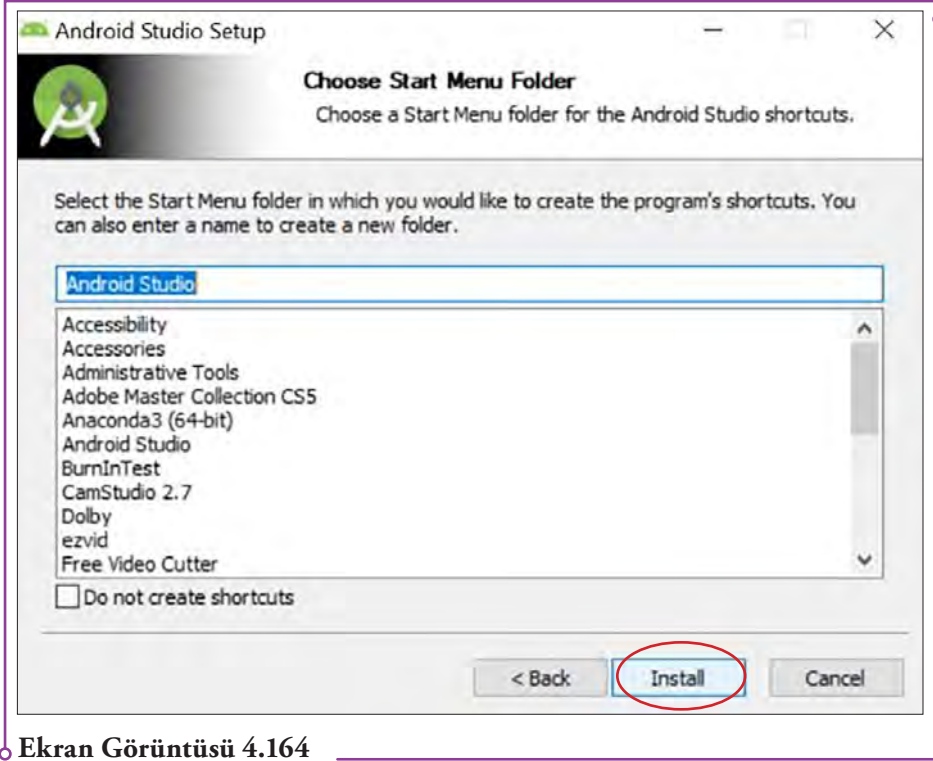 Android Studio Setup
Choose Start Menu Folder
Choose a Start Menu folder for the Android Studio shortcuts.
Select the Start Menu folder in which you would like to create the program's shortcuts. You
can also enter a name to create a new folder.
Android Studio
Accessibility
Accessories
Administrative Tools
Adobe Master Collection CS5
Anaconda3 (64-bit)
Android Studio
BurnInTest
CamStudio 2.7
Dolby
ezvid
Free Video Cutter
Do not create shortcuts
< Back Install Cancel
Ekran Görüntüsü 4.164